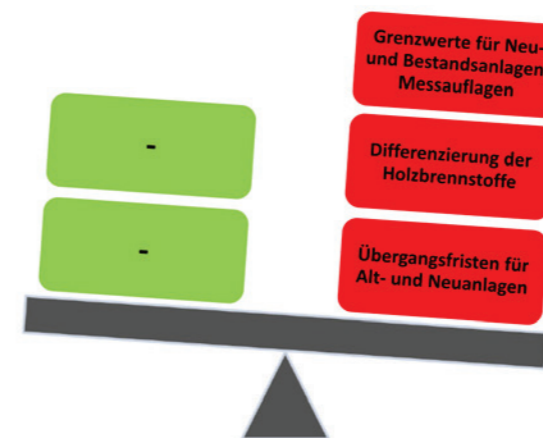 -
-
Grenzwerte für Neu-
und Bestandsanlagen
Messauflagen
Differenzierung der
Holzbrennstoffe
Übergangsfristen für
Alt- und Neuanlagen